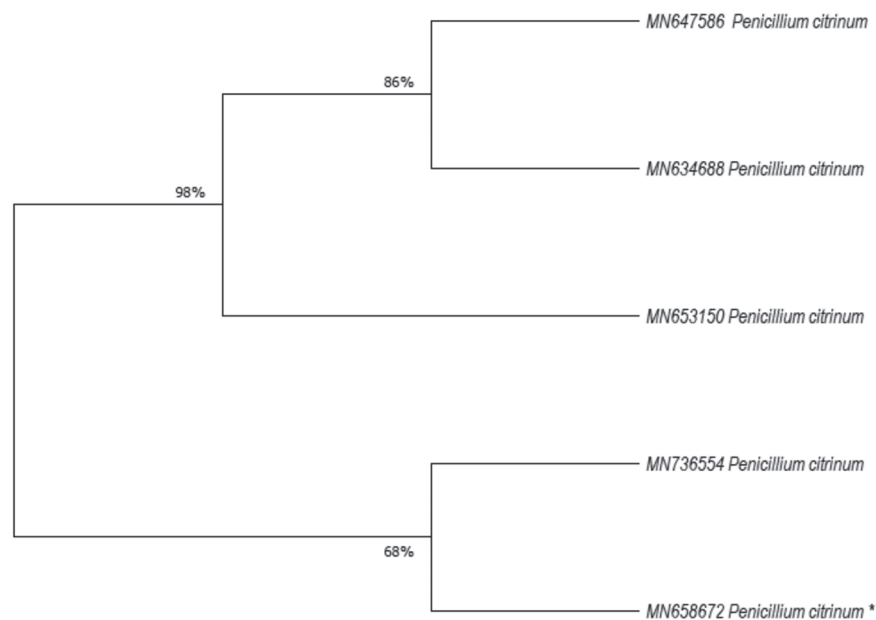 MN647586 Penicillium citrinum
86%
MN634688 Penicillium citrinum
98%
MN653150 Penicillium citrinum
MN736554 Penicillium citrinum
68%
MN658672 Penicillium citrinum *